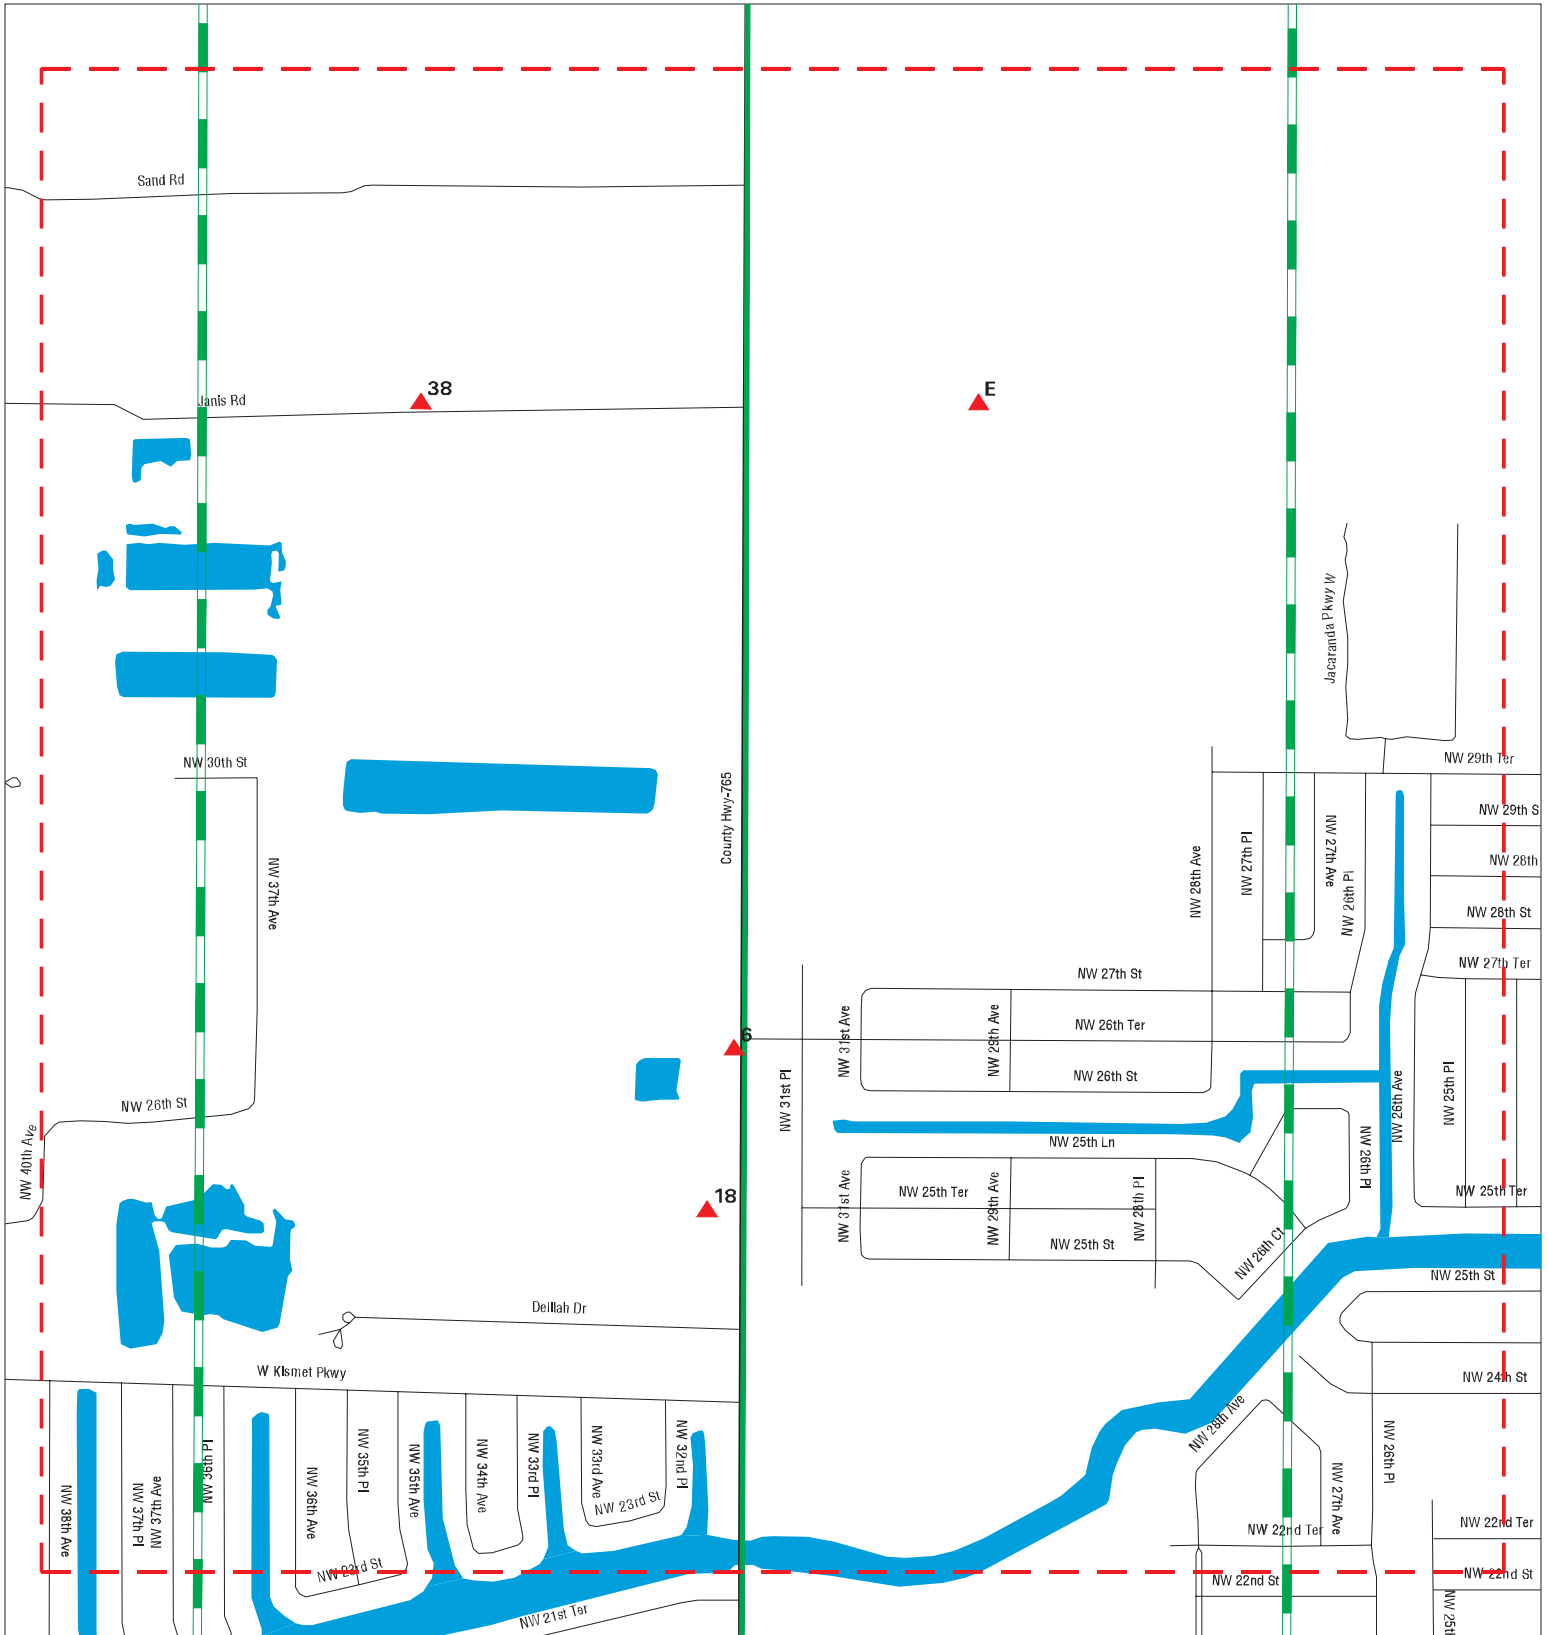 Sand Rd
38
E
Janis Rd
Jacaranda Pkwy W
NW 30th St
NW 29th Ter
County Hwy-765
NW 29th S
NW 37th Ave
NW 28th Ave
NW 27th Pl
NW 27th Ave
NW 26th Pl
NW 28th
NW 28th St
NW 27th Ter
NW 27th St
NW 31st Ave
NW 29th Ave
NW 26th Ter
6
NW 26th St
NW 31st Pl
NW 26th Ave
NW 25th Pl
NW 26th St
NW 40th Ave
NW 25th Ln
NW 26th Pl
NW 31st Ave
NW 25th Ter
NW 29th Ave
NW 28th Pl
NW 25th Ter
18
NW 25th St
NW 26th Ct
NW 25th St
Delilah Dr
W Kismet Pkwy
NW 24th St
NW 28th Ave
NW 38th Ave
NW 37th Pl
NW 37th Ave
NW 36th Pl
NW 36th Ave
NW 35th Pl
NW 35th Ave
NW 34th Ave
NW 33rd Pl
NW 33rd Ave
NW 32nd Pl
NW 23rd St
NW 26th Pl
NW 27th Ave
NW 22nd Ter
NW 22nd Ter
NW 23rd St
NW 22nd St
NW 22nd St
NW 21st Ter
NW 25t